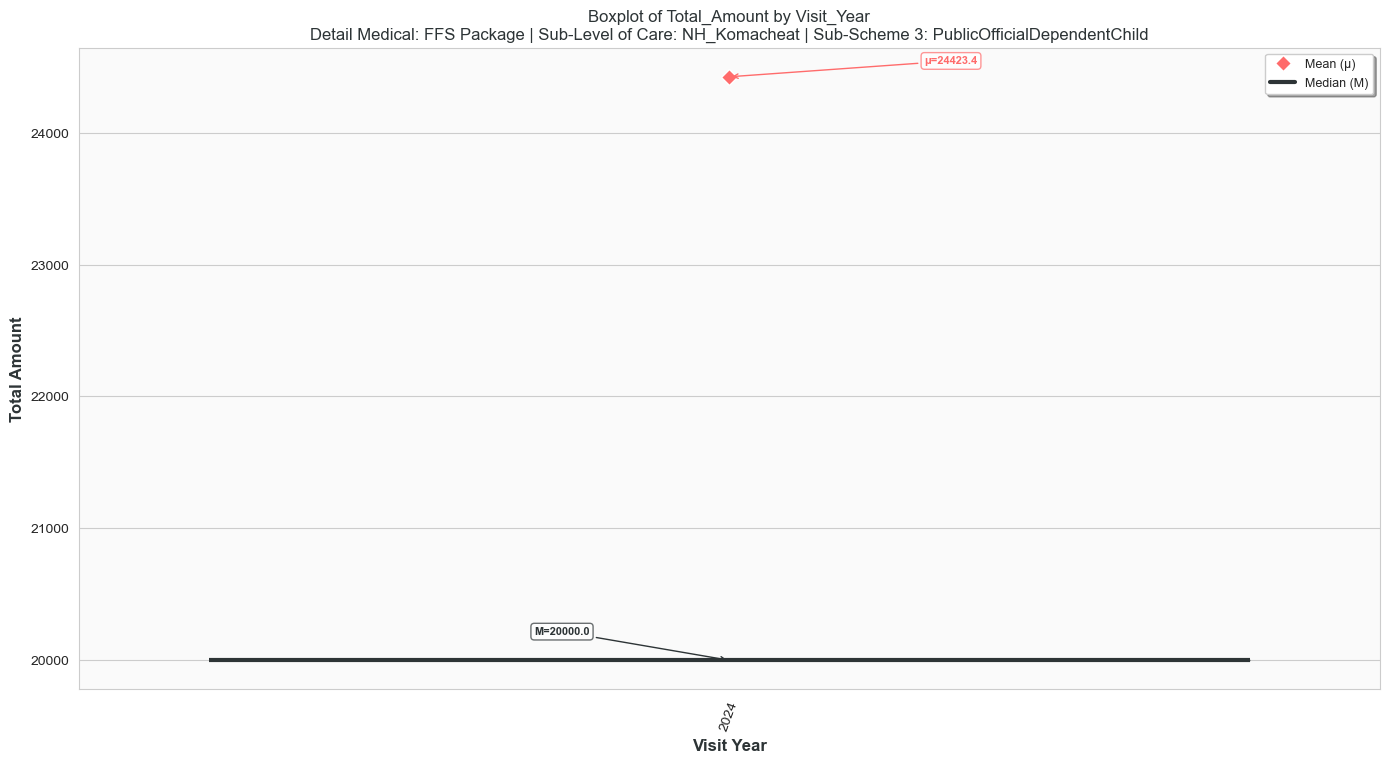 Boxplot of Total_Amount by Visit_Year
Detail Medical: FFS Package | Sub-Level of Care: NH_Komacheat | Sub-Scheme 3: PublicOfficialDependentChild
μ=24423.4
Mean (μ)
Median (M)
24000
23000
22000
21000
20000
Total Amount
M=20000.0
2024
Visit Year